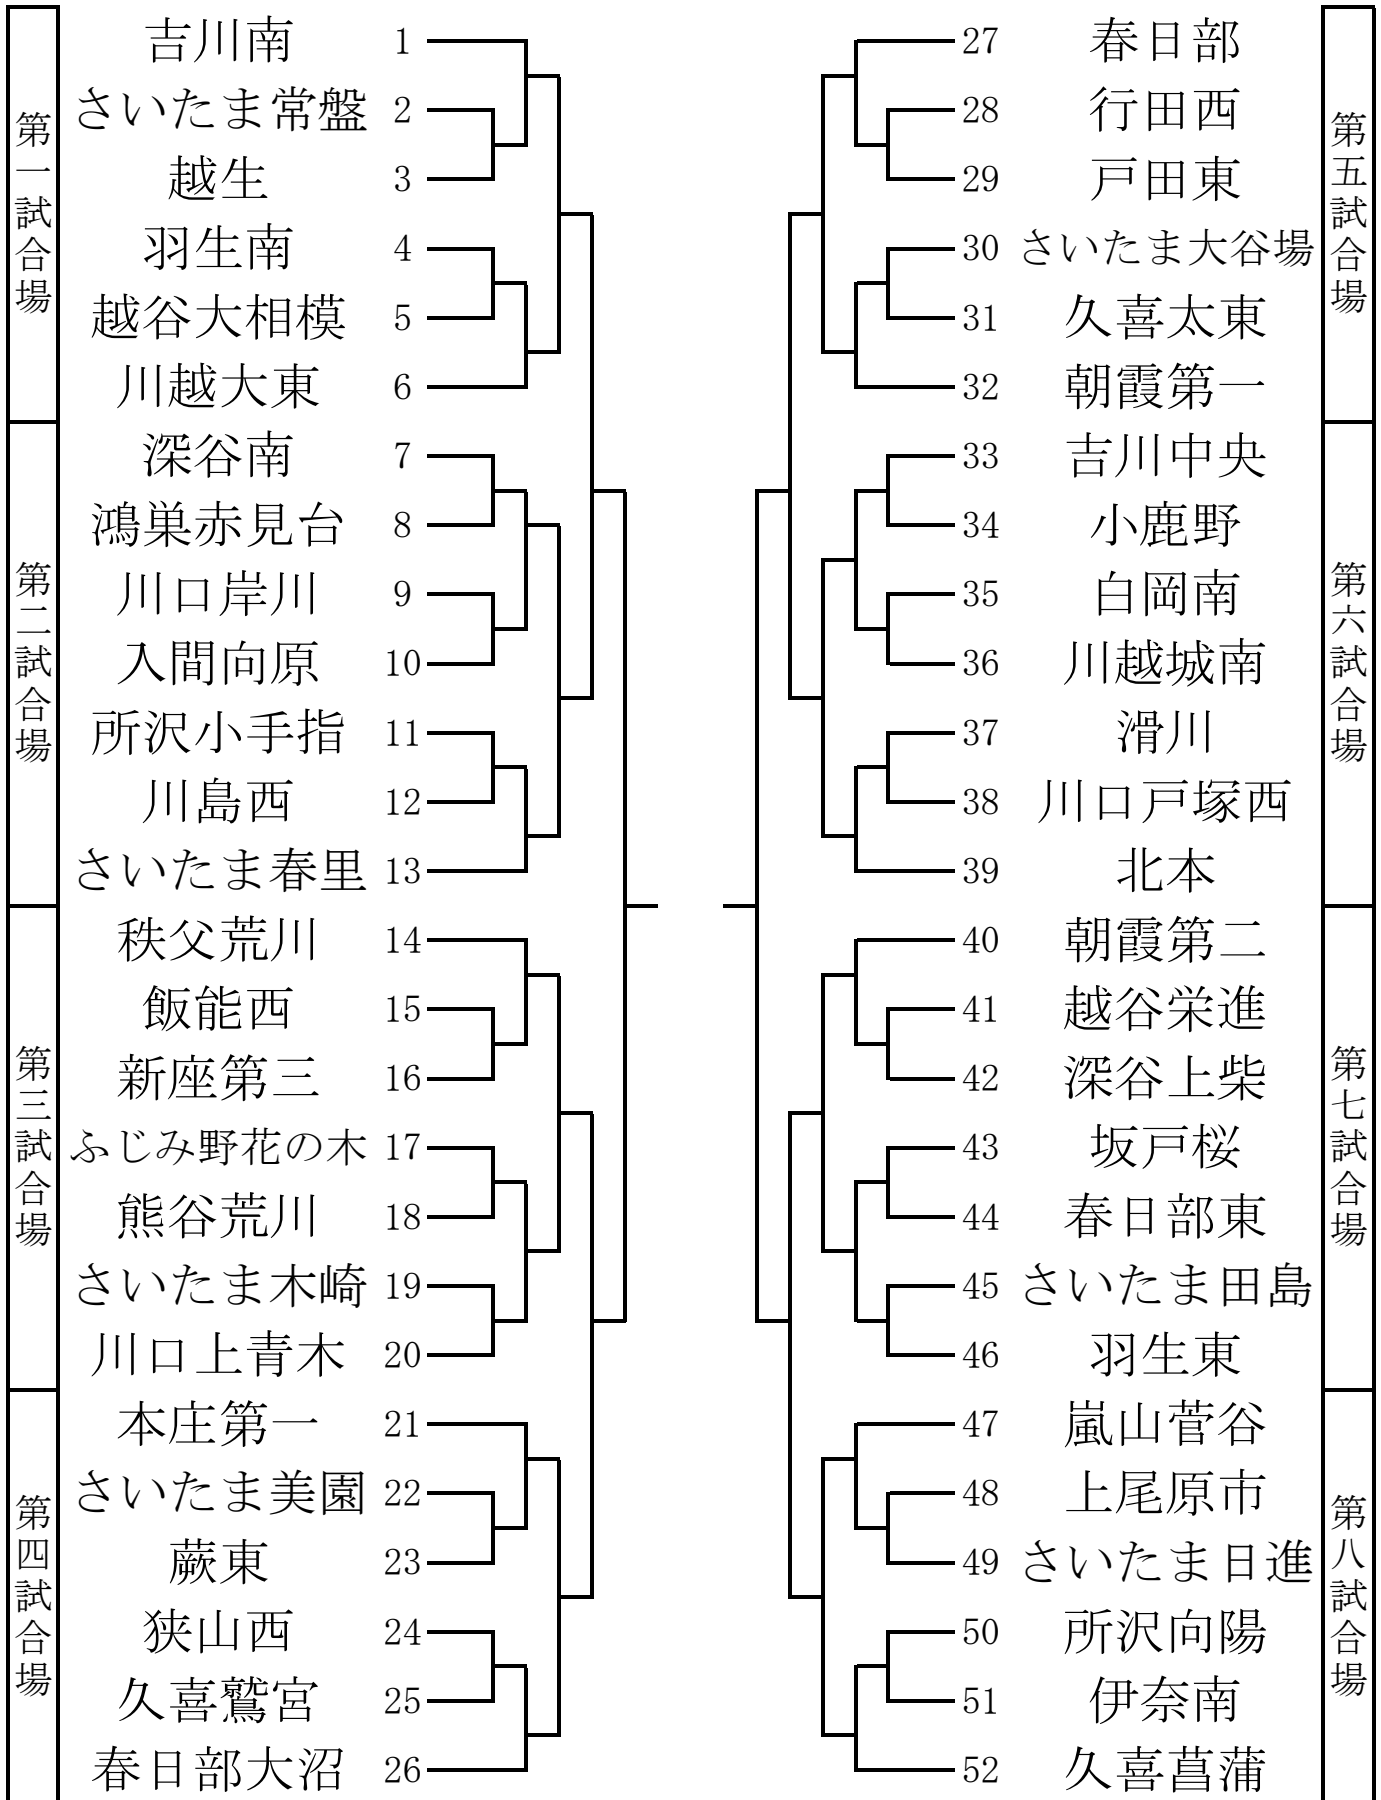 第一試合場
吉川南 1
さいたま常盤 2
越生 3
羽生南 4
越谷大相模 5
川越大東 6
第二試合場
深谷南 7
鴻巣赤見台 8
川口岸川 9
入間向原 10
所沢小手指 11
川島西 12
さいたま春里 13
第三試合場
秩父荒川 14
飯能西 15
新座第三 16
ふじみ野花の木 17
熊谷荒川 18
さいたま木崎 19
川口上青木 20
第四試合場
本庄第一 21
さいたま美園 22
蕨東 23
狭山西 24
久喜鷲宮 25
春日部大沼 26
第五試合場
27 春日部
28 行田西
29 戸田東
30 さいたま大谷場
31 久喜太東
32 朝霞第一
第六試合場
33 吉川中央
34 小鹿野
35 白岡南
36 川越城南
37 滑川
38 川口戸塚西
39 北本
第七試合場
40 朝霞第二
41 越谷栄進
42 深谷上柴
43 坂戸桜
44 春日部東
45 さいたま田島
46 羽生東
第八試合場
47 嵐山菅谷
48 上尾原市
49 さいたま日進
50 所沢向陽
51 伊奈南
52 久喜菖蒲